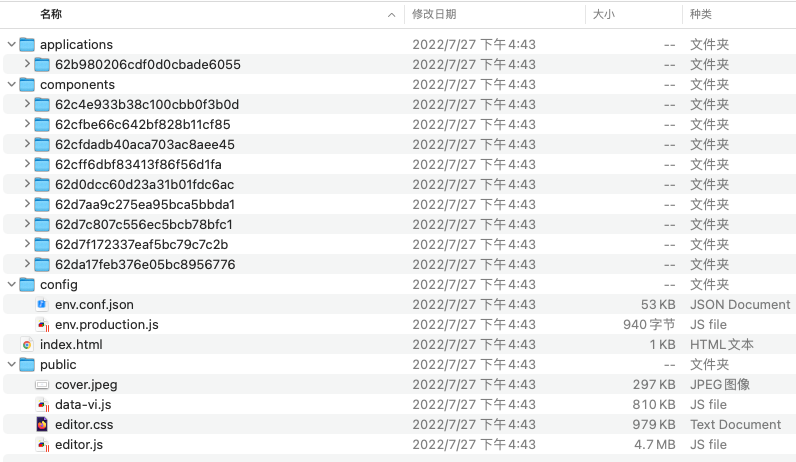 名称 修改日期 大小 种类
applications 2022/7/27 下午4:43 -- 文件夹
62b980206cdf0d0cbade6055 2022/7/27 下午4:43 -- 文件夹
components 2022/7/27 下午4:43 -- 文件夹
62c4e933b38c100cbb0f3b0d 2022/7/27 下午4:43 -- 文件夹
62cfbe66c642bf828b11cf85 2022/7/27 下午4:43 -- 文件夹
62cfdadb40aca703ac8aee45 2022/7/27 下午4:43 -- 文件夹
62cff6dbf83413f86f56d1fa 2022/7/27 下午4:43 -- 文件夹
62d0dcc60d23a31b01fdc6ac 2022/7/27 下午4:43 -- 文件夹
62d7aa9c275ea95bca5bbda1 2022/7/27 下午4:43 -- 文件夹
62d7c807c556ec5bcb78bfc1 2022/7/27 下午4:43 -- 文件夹
62d7f172337eaf5bc79c7c2b 2022/7/27 下午4:43 -- 文件夹
62da17feb376e05bc8956776 2022/7/27 下午4:43 -- 文件夹
config 2022/7/27 下午4:43 -- 文件夹
env.conf.json 2022/7/27 下午4:43 53 KB JSON Document
env.production.js 2022/7/27 下午4:43 940 字节 JS file
index.html 2022/7/27 下午4:43 1 KB HTML文本
public 2022/7/27 下午4:43 -- 文件夹
cover.jpeg 2022/7/27 下午4:43 297 KB JPEG图像
data-vi.js 2022/7/27 下午4:43 810 KB JS file
editor.css 2022/7/27 下午4:43 979 KB Text Document
editor.js 2022/7/27 下午4:43 4.7 MB JS file